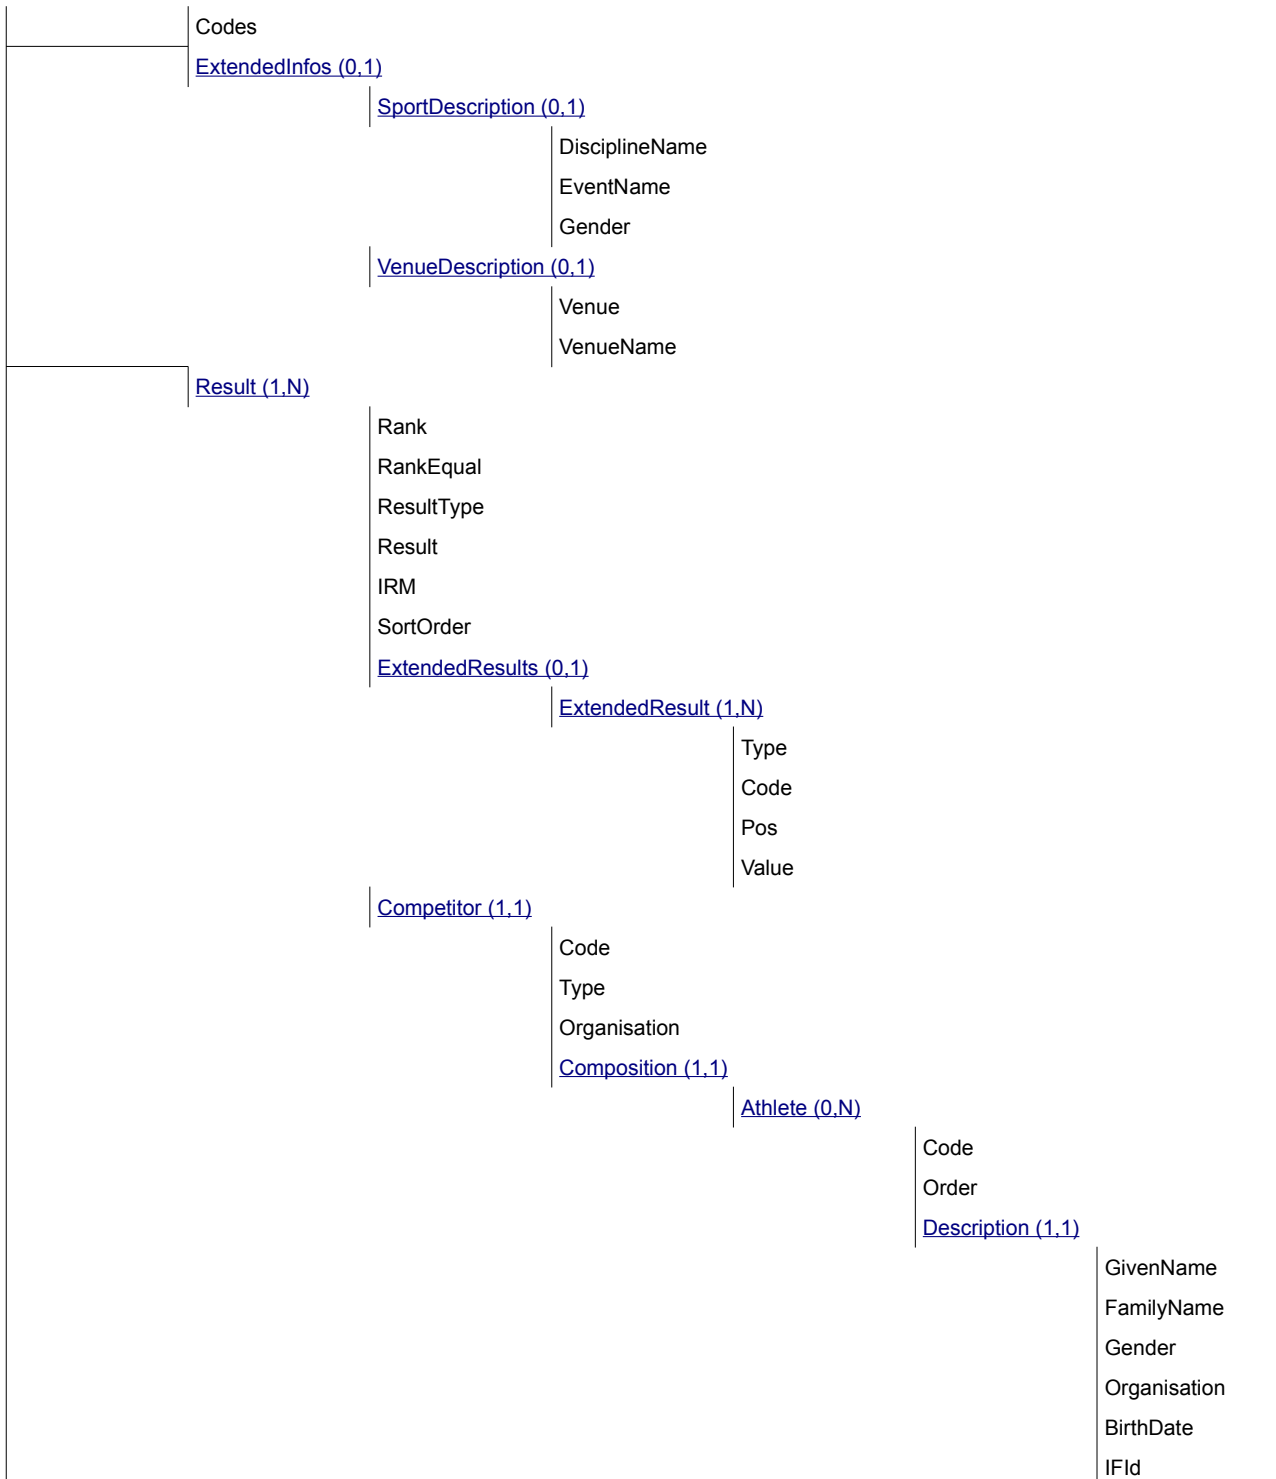 Codes
ExtendedInfos (0,1)
SportDescription (0,1)
DisciplineName
EventName
Gender
VenueDescription (0,1)
Venue
VenueName
Result (1,N)
Rank
RankEqual
ResultType
Result
IRM
SortOrder
ExtendedResults (0,1)
ExtendedResult (1,N)
Type
Code
Pos
Value
Competitor (1,1)
Code
Type
Organisation
Composition (1,1)
Athlete (0,N)
Code
Order
Description (1,1)
GivenName
FamilyName
Gender
Organisation
BirthDate
IFId